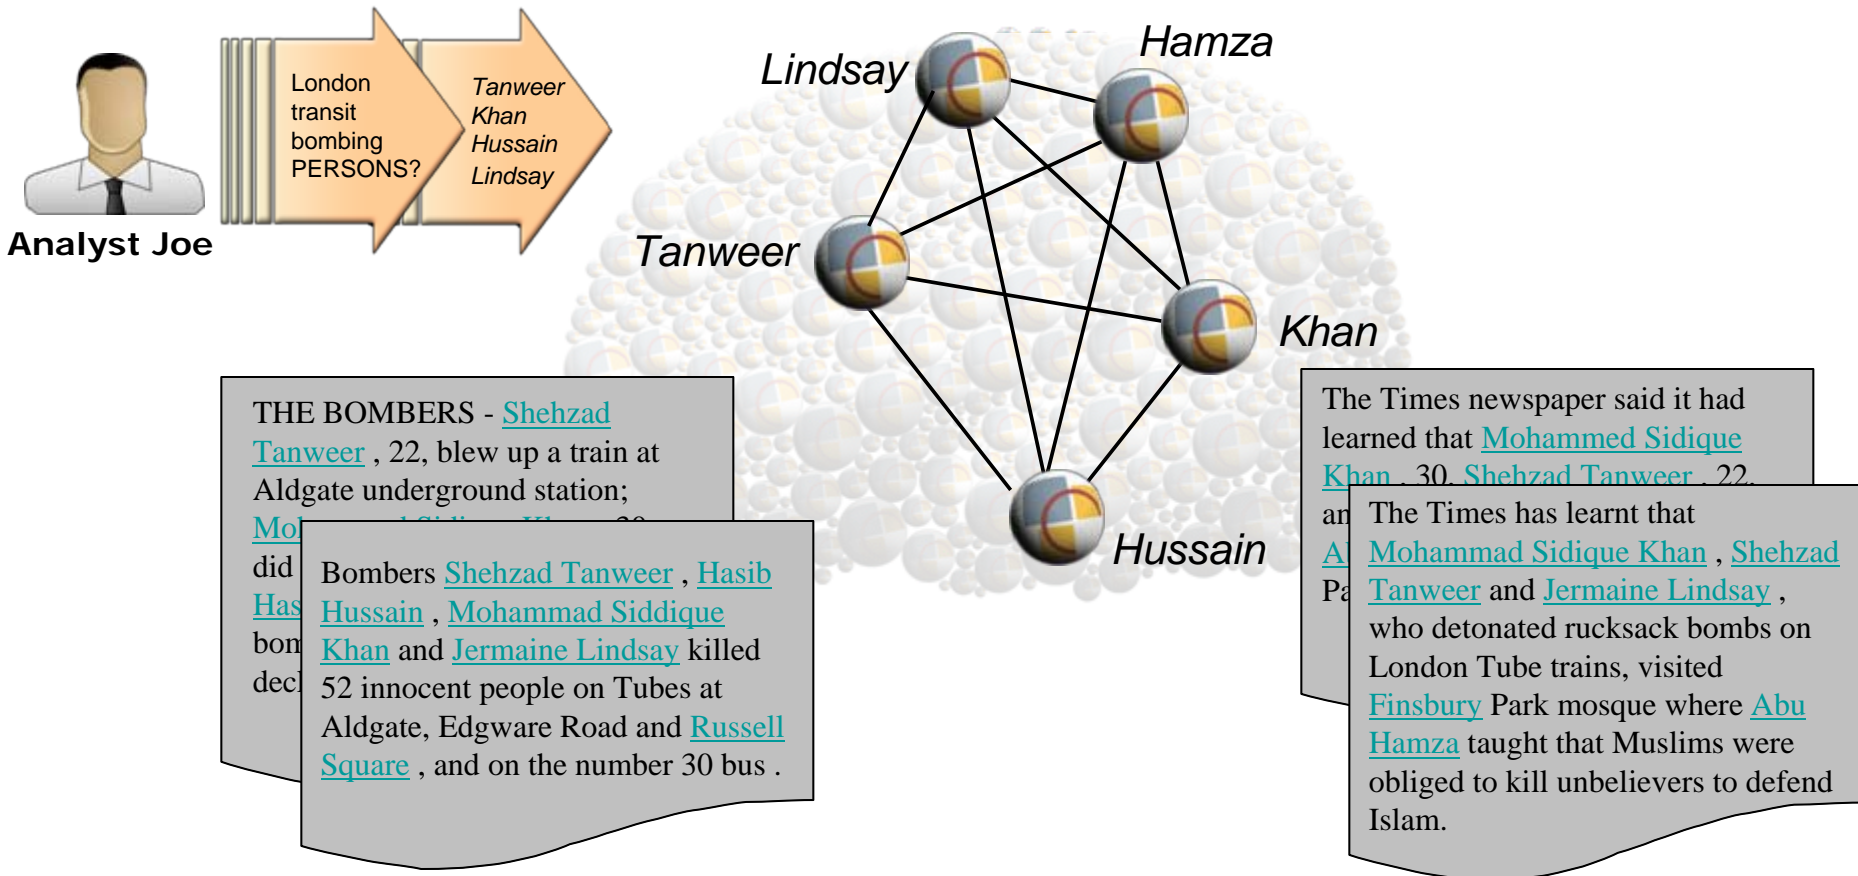 London
transit
bombing
PERSONS?
Tanweer
Khan
Hussain
Lindsay
Analyst Joe
Lindsay
Hamza
Tanweer
Khan
Hussain
THE BOMBERS - Shehzad
Tanweer , 22, blew up a train at
Aldgate underground station;
did
bom
decl
Bombers Shehzad Tanweer , Hasib
Hussain , Mohammad Siddique
Khan and Jermaine Lindsay killed
52 innocent people on Tubes at
Aldgate, Edgware Road and Russell
Square , and on the number 30 bus .
The Times newspaper said it had
learned that Mohammed Sidique
Khan , 30, Shehzad Tanweer , 22,
an
Pa
The Times has learnt that
Mohammad Sidique Khan , Shehzad
Tanweer and Jermaine Lindsay ,
who detonated rucksack bombs on
London Tube trains, visited
Finsbury Park mosque where Abu
Hamza taught that Muslims were
obliged to kill unbelievers to defend
Islam.